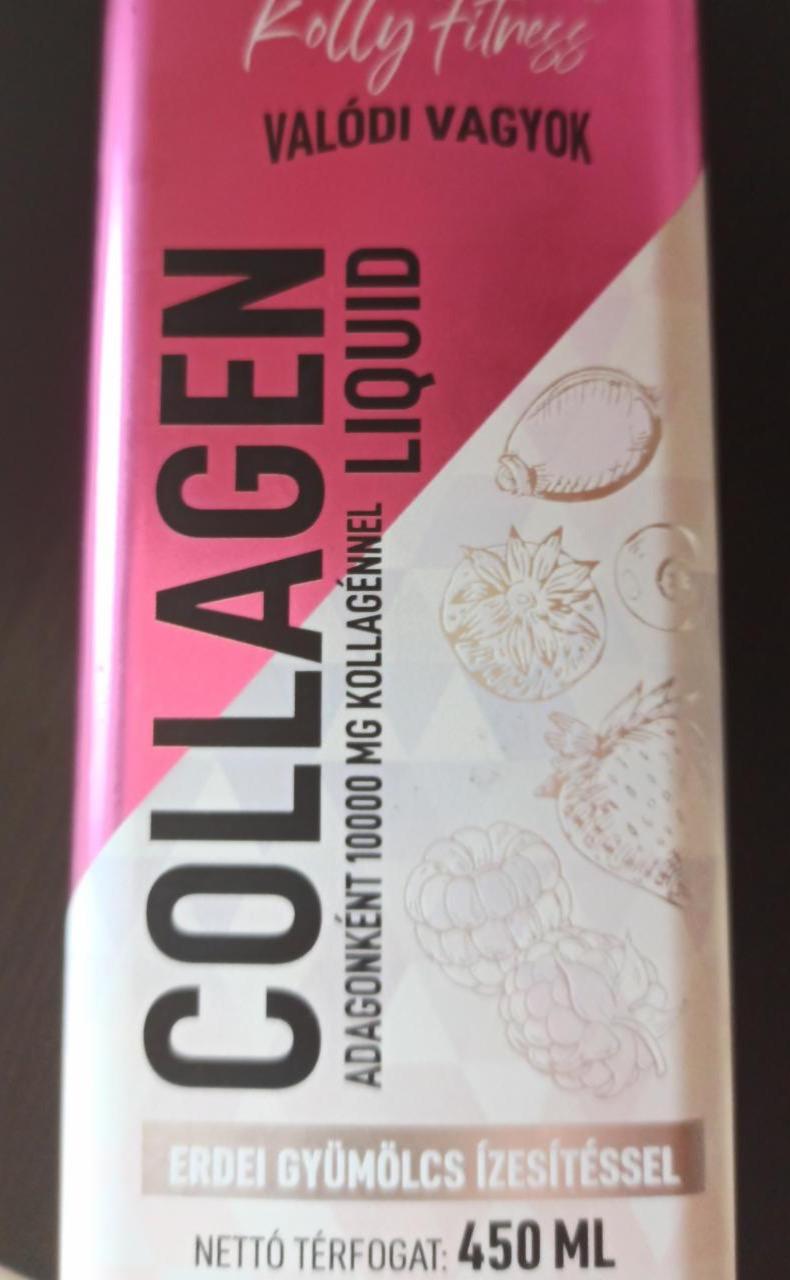 Kolly Fitness
VALÓDI VAGYOK
COLLAGEN
LIQUID
ADAGONKÉNT 10000 MG KOLLAGÉNNEL
ERDEI GYÜMÖLCS ÍZESÍTÉSSEL
NETTÓ TÉRFOGAT: 450 ML